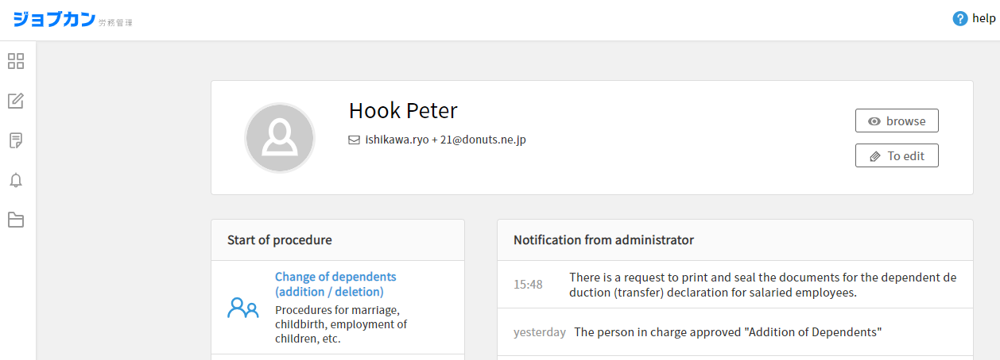 ジョブカン 労務管理
help
Hook Peter
ishikawa.ryo + 21@donuts.ne.jp
browse
To edit
Start of procedure
Change of dependents
(addition / deletion)
Procedures for marriage,
childbirth, employment of
children, etc.
Notification from administrator
15:48
There is a request to print and seal the documents for the dependent de
duction (transfer) declaration for salaried employees.
yesterday
The person in charge approved "Addition of Dependents"